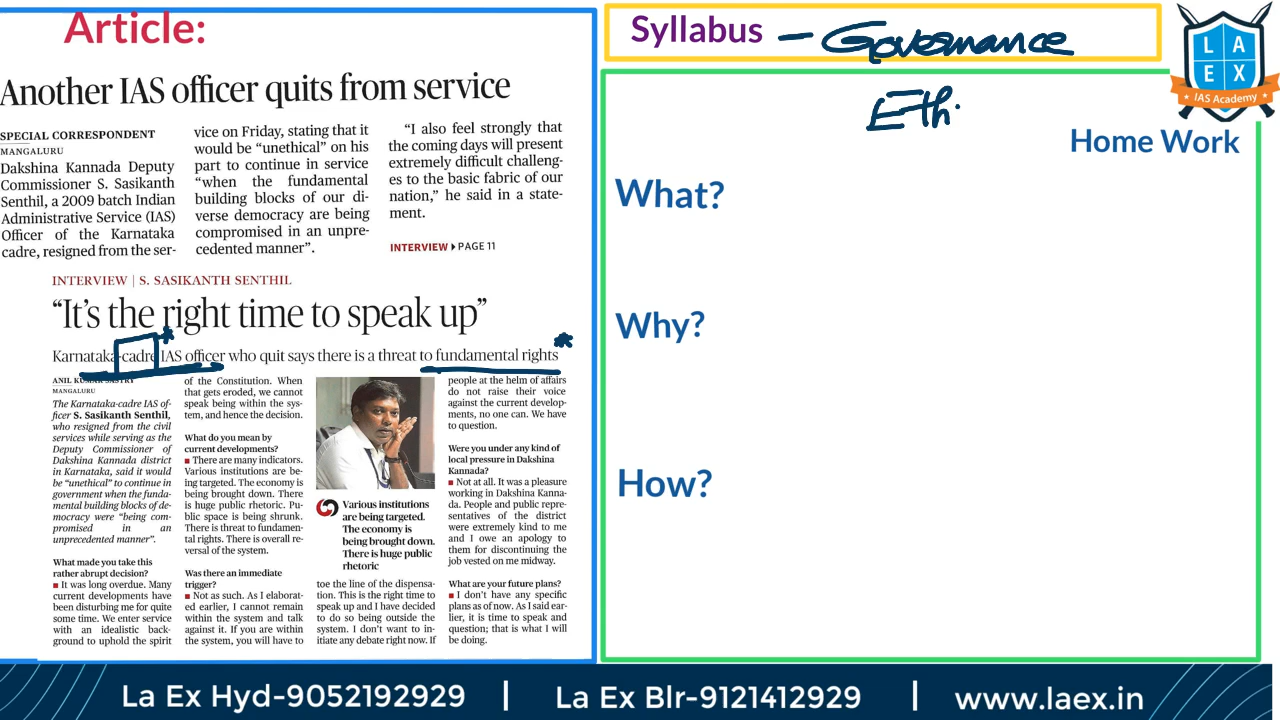 Article:
Another IAS officer quits from service
SPECIAL CORRESPONDENT
MANGALURU
Dakshina Kannada Deputy
Commissioner S. Sasikanth
Senthil, a 2009 batch Indian
Administrative Service (IAS)
Officer of the Karnataka
cadre, resigned from the ser-
vice on Friday, stating that it
would be “unethical” on his
part to continue in service
“when the fundamental
building blocks of our di-
verse democracy are being
compromised in an unpre-
cedented manner”.
“I also feel strongly that
the coming days will present
extremely difficult challeng-
es to the basic fabric of our
nation,” he said in a state-
ment.
INTERVIEW PAGE 11
INTERVIEW | S. SASIKANTH SENTHIL
“It’s the right time to speak up”
Karnataka-cadre IAS officer who quit says there is a threat to fundamental rights
ANIL KUMAR SASTRY
MANGALURU
The Karnataka-cadre IAS of-
ficer S. Sasikanth Senthil,
who resigned from the civil
services while serving as the
Deputy Commissioner of
Dakshina Kannada district
in Karnataka, said it would
be “unethical” to continue in
government when the funda-
mental building blocks of de-
mocracy were “being com-
promised in an
unprecedented manner”.
What made you take this
rather abrupt decision?
It was long overdue. Many
current developments have
been disturbing me for quite
some time. We enter service
with an idealistic back-
ground to uphold the spirit
of the Constitution. When
that gets eroded, we cannot
speak being within the sys-
tem, and hence the decision.
What do you mean by
current developments?
There are many indicators.
Various institutions are be-
ing targeted. The economy is
being brought down. There
is huge public rhetoric. Pu-
blic space is being shrunk.
There is threat to fundamen-
tal rights. There is overall re-
versal of the system.
Was there an immediate
trigger?
Not as such. As I elaborat-
ed earlier, I cannot remain
within the system and talk
against it. If you are within
the system, you will have to
Various institutions
are being targeted.
The economy is
being brought down.
There is huge public
rhetoric
toe the line of the dispensa-
tion. This is the right time to
speak up and I have decided
to do so being outside the
system. I don’t want to in-
itiate any debate right now. If
people at the helm of affairs
do not raise their voice
against the current develop-
ments, no one can. We have
to question.
Were you under any kind of
local pressure in Dakshina
Kannada?
Not at all. It was a pleasure
working in Dakshina Kanna-
da. People and public repre-
sentatives of the district
were extremely kind to me
and I owe an apology to
them for discontinuing the
job vested on me midway.
What are your future plans?
I don’t have any specific
plans as of now. As I said ear-
lier, it is time to speak and
question; that is what I will
be doing.
Syllabus - Governance
Eth.
LA
EX
IAS Academy
Home Work
What?
Why?
How?
La Ex Hyd-9052192929 | La Ex Blr-9121412929 | www.laex.in